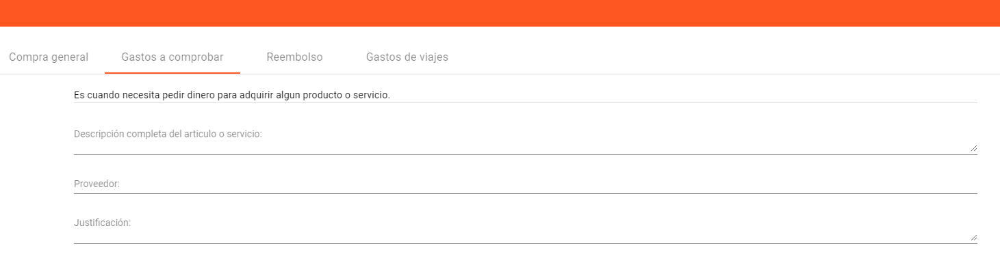 Compra general Gastos a comprobar Reembolso Gastos de viajes
Es cuando necesita pedir dinero para adquirir algun producto o servicio.
Descripción completa del articulo o servicio:
Proveedor:
Justificación: